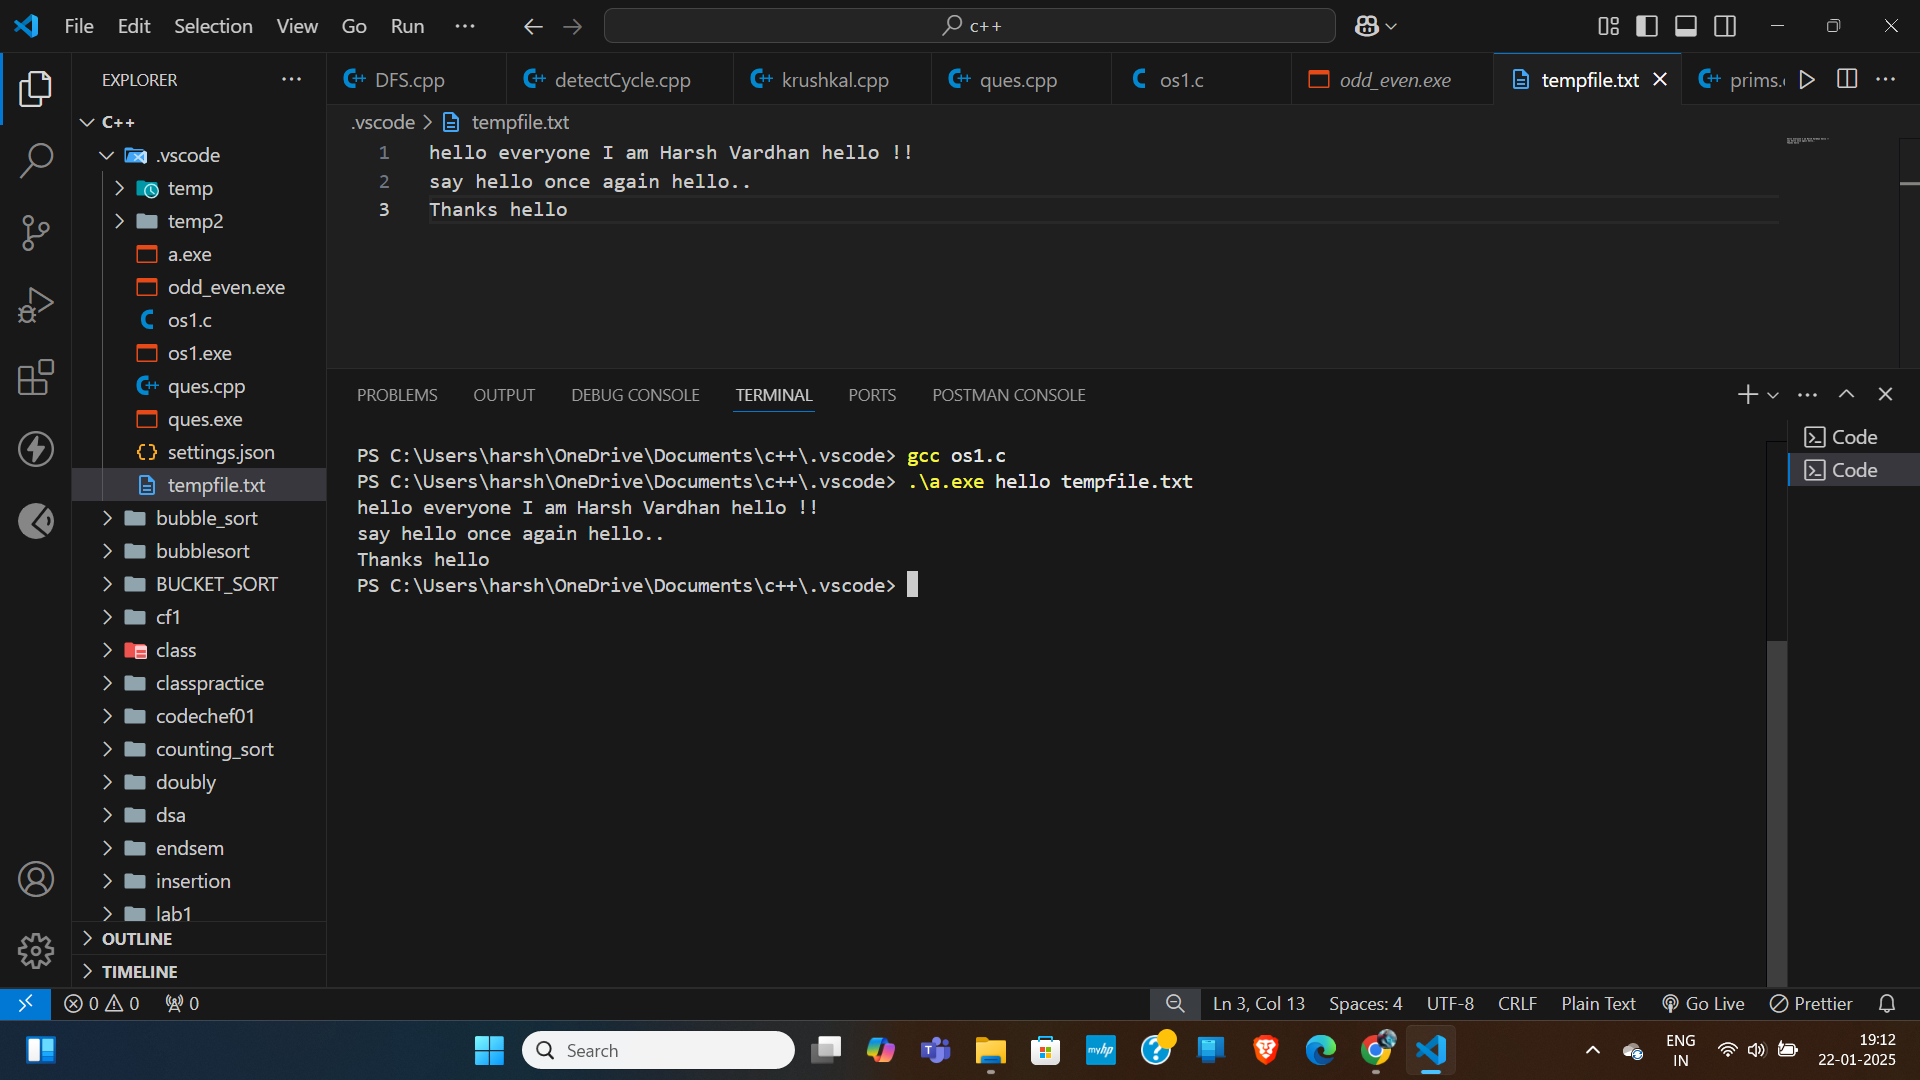 File Edit Selection View Go Run ··· c++
EXPLORER ···
C++
.vscode
temp
temp2
a.exe
odd_even.exe
os1.c
os1.exe
ques.cpp
ques.exe
settings.json
tempfile.txt
bubble_sort
bubblesort
BUCKET_SORT
cf1
class
classpractice
codechef01
counting_sort
doubly
dsa
endsem
insertion
lab1
OUTLINE
TIMELINE
DFS.cpp detectCycle.cpp krushkal.cpp ques.cpp os1.c odd_even.exe tempfile.txt prims.
.vscode > tempfile.txt
1 hello everyone I am Harsh Vardhan hello !!
2 say hello once again hello..
3 Thanks hello
PROBLEMS OUTPUT DEBUG CONSOLE TERMINAL PORTS POSTMAN CONSOLE
PS C:\Users\harsh\OneDrive\Documents\c++\.vscode> gcc os1.c
PS C:\Users\harsh\OneDrive\Documents\c++\.vscode> .\a.exe hello tempfile.txt
hello everyone I am Harsh Vardhan hello !!
say hello once again hello..
Thanks hello
PS C:\Users\harsh\OneDrive\Documents\c++\.vscode>
Code
Code
0 0 0 Ln 3, Col 13 Spaces: 4 UTF-8 CRLF Plain Text Go Live Prettier
Search myhp ENG 19:12
IN 22-01-2025